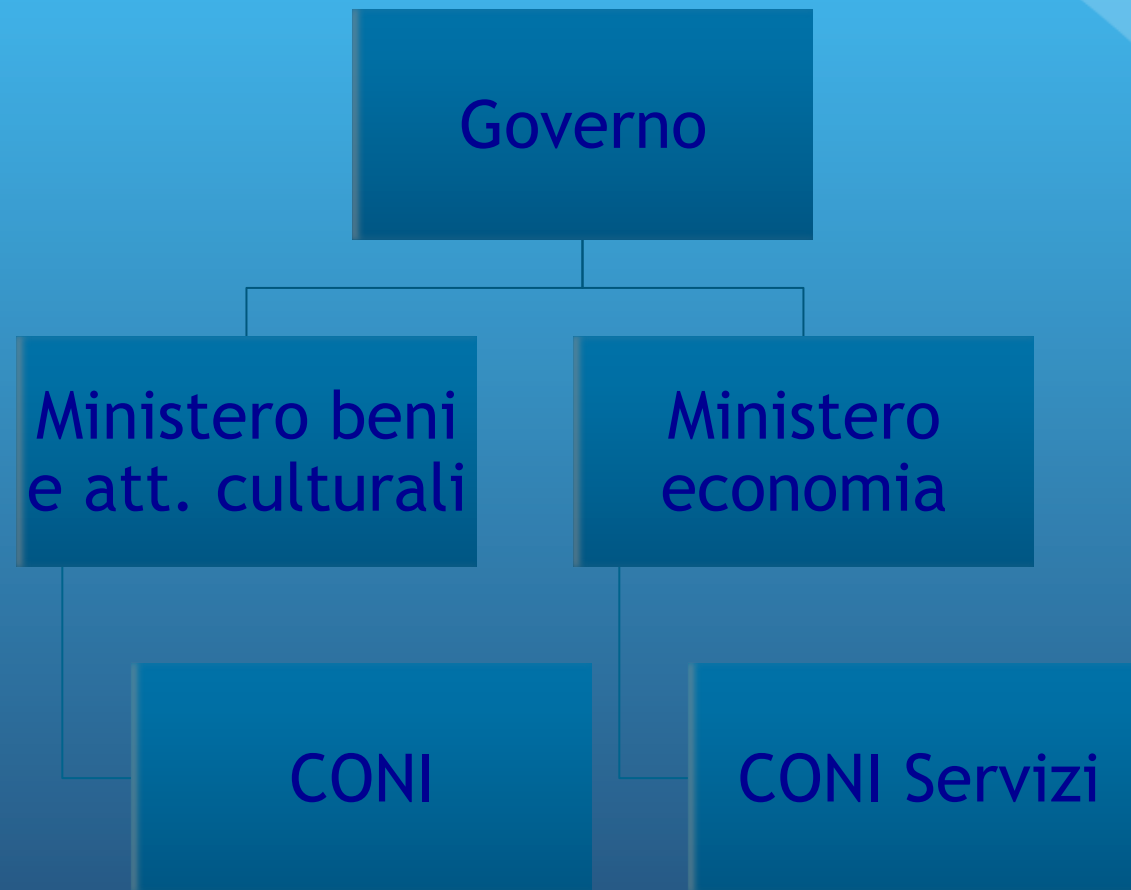 Governo
Ministero beni
e att. culturali
Ministero
economia
CONI
CONI Servizi